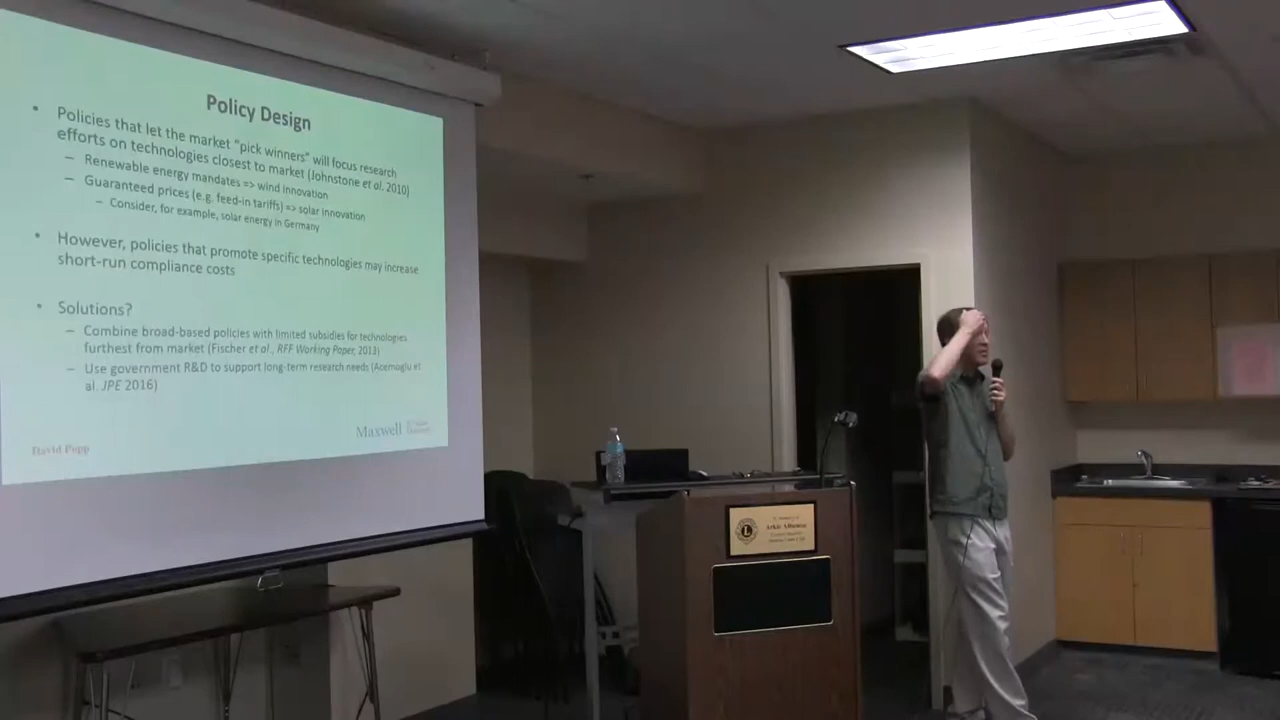 Policy Design
• Policies that let the market "pick winners" will focus research
efforts on technologies closest to market (Johnstone et al. 2010)
– Renewable energy mandates => wind innovation
– Guaranteed prices (e.g. feed-in tariffs) => solar innovation
– Consider, for example, solar energy in Germany
• However, policies that promote specific technologies may increase
short-run compliance costs
• Solutions?
– Combine broad-based policies with limited subsidies for technologies
furthest from market (Fischer et al., RFF Working Paper, 2013)
– Use government R&D to support long-term research needs (Acemoglu et
al. JPE 2016)
David Popp
Maxwell